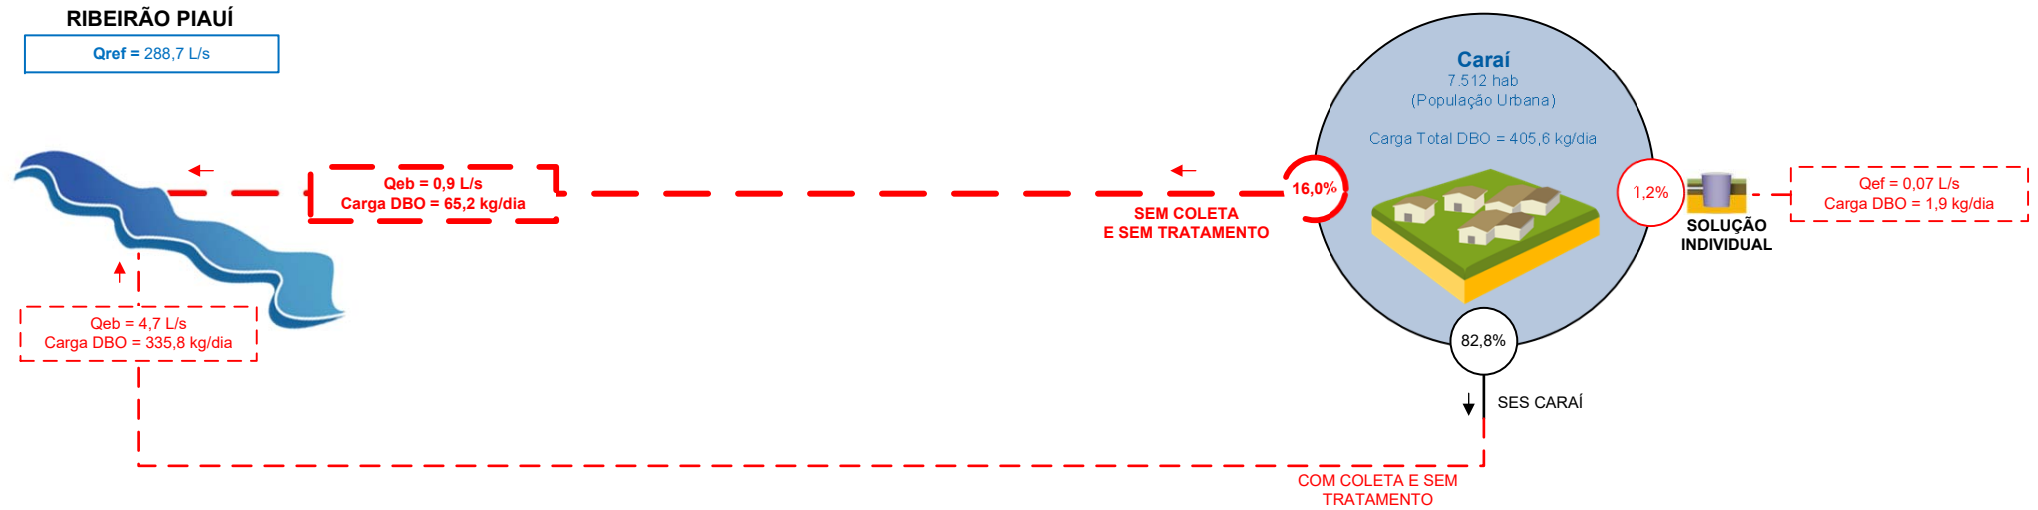 RIBEIRÃO PIAUÍ
Qref = 288,7 L/s
Caraí
7.512 hab
(População Urbana)
Carga Total DBO = 405,6 kg/dia
Qeb = 0,9 L/s
Carga DBO = 65,2 kg/dia
16,0%
SEM COLETA
E SEM TRATAMENTO
1,2%
SOLUÇÃO
INDIVIDUAL
Qef = 0,07 L/s
Carga DBO = 1,9 kg/dia
Qeb = 4,7 L/s
Carga DBO = 335,8 kg/dia
82,8%
SES CARAÍ
COM COLETA E SEM
TRATAMENTO